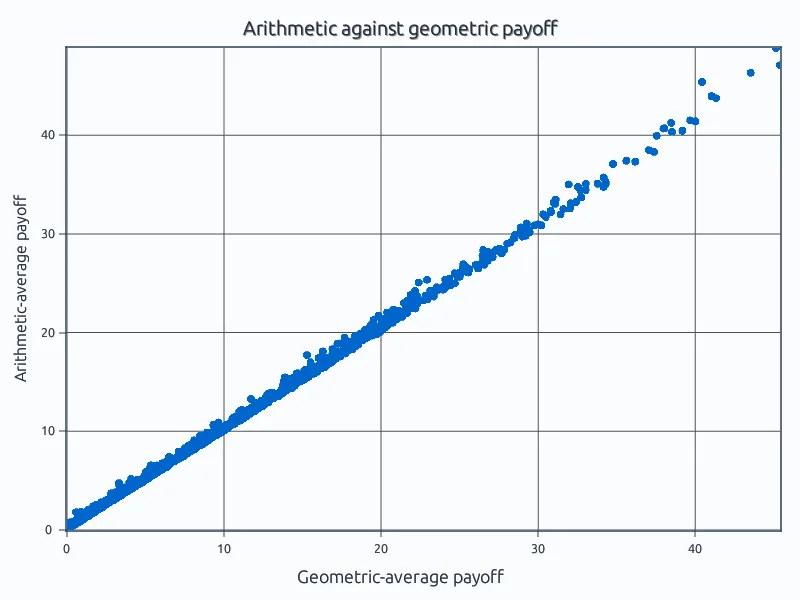 Arithmetic against geometric payoff
Arithmetic-average payoff
40
30
20
10
0
0 10 20 30 40
Geometric-average payoff